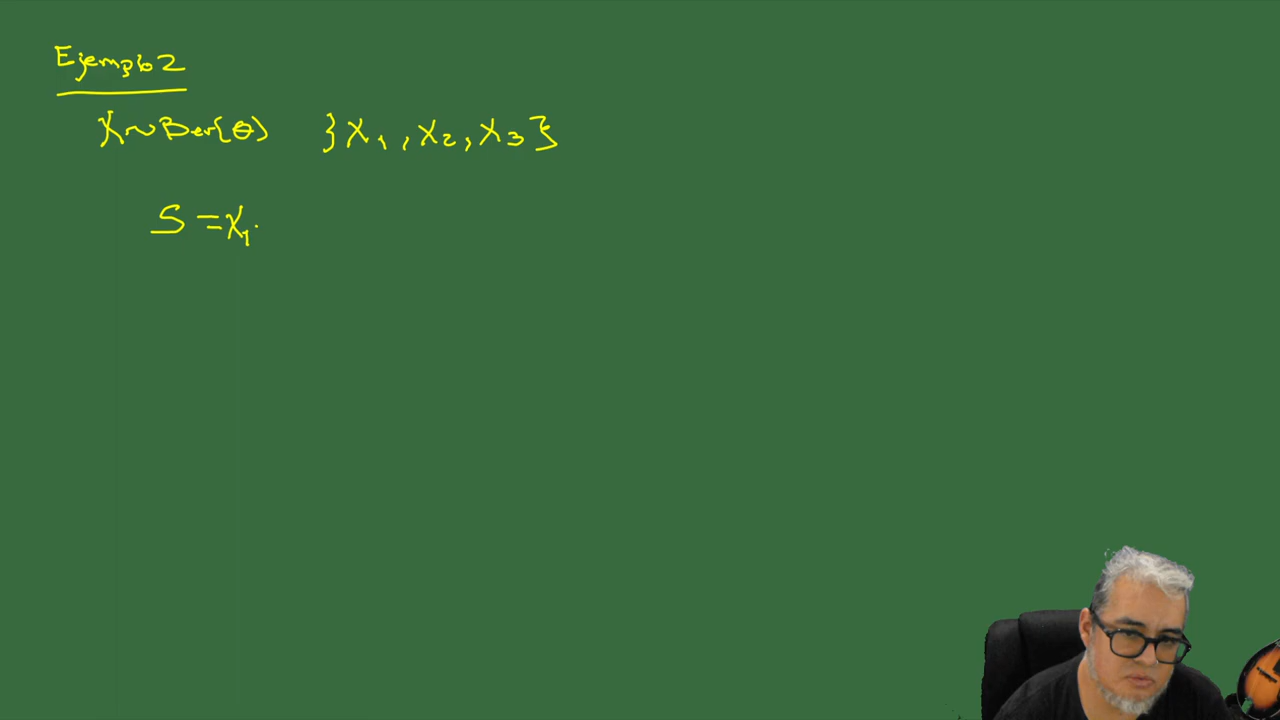 Ejemplo 2
X ~ Ber(θ) {X₁, X₂, X₃}
S = X₁